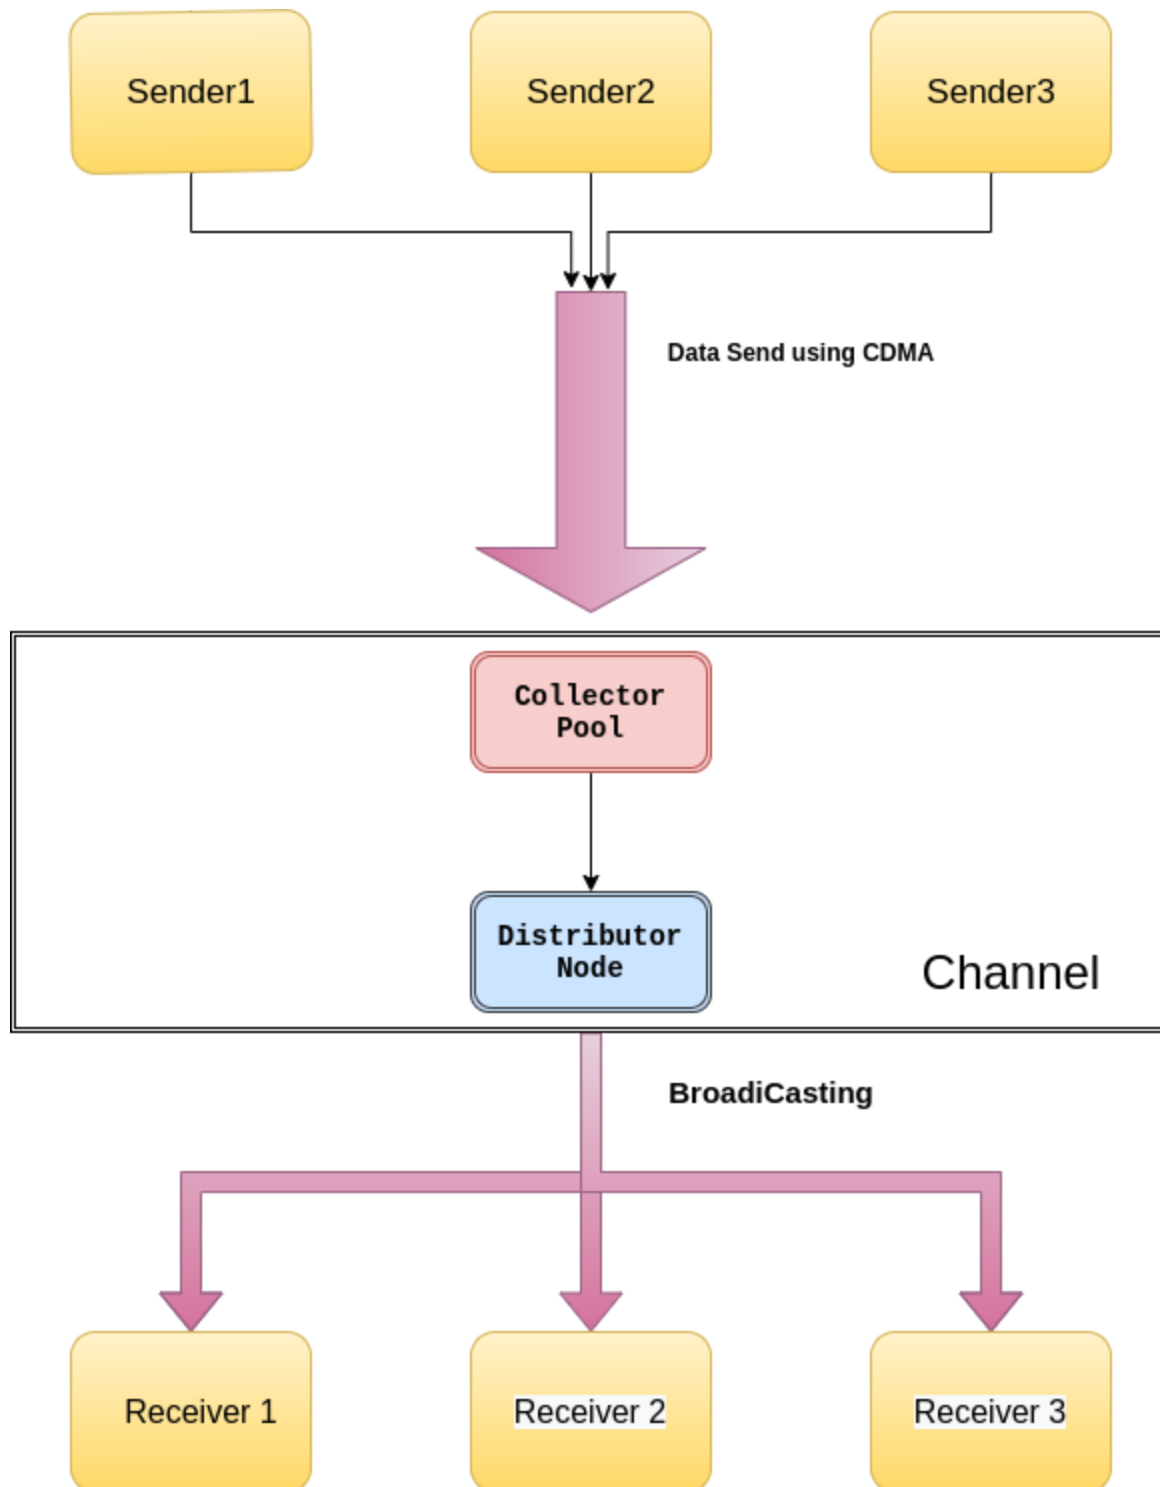 Sender1
Sender2
Sender3
Data Send using CDMA
Collector
Pool
Distributor
Node
Channel
BroadiCasting
Receiver 1
Receiver 2
Receiver 3